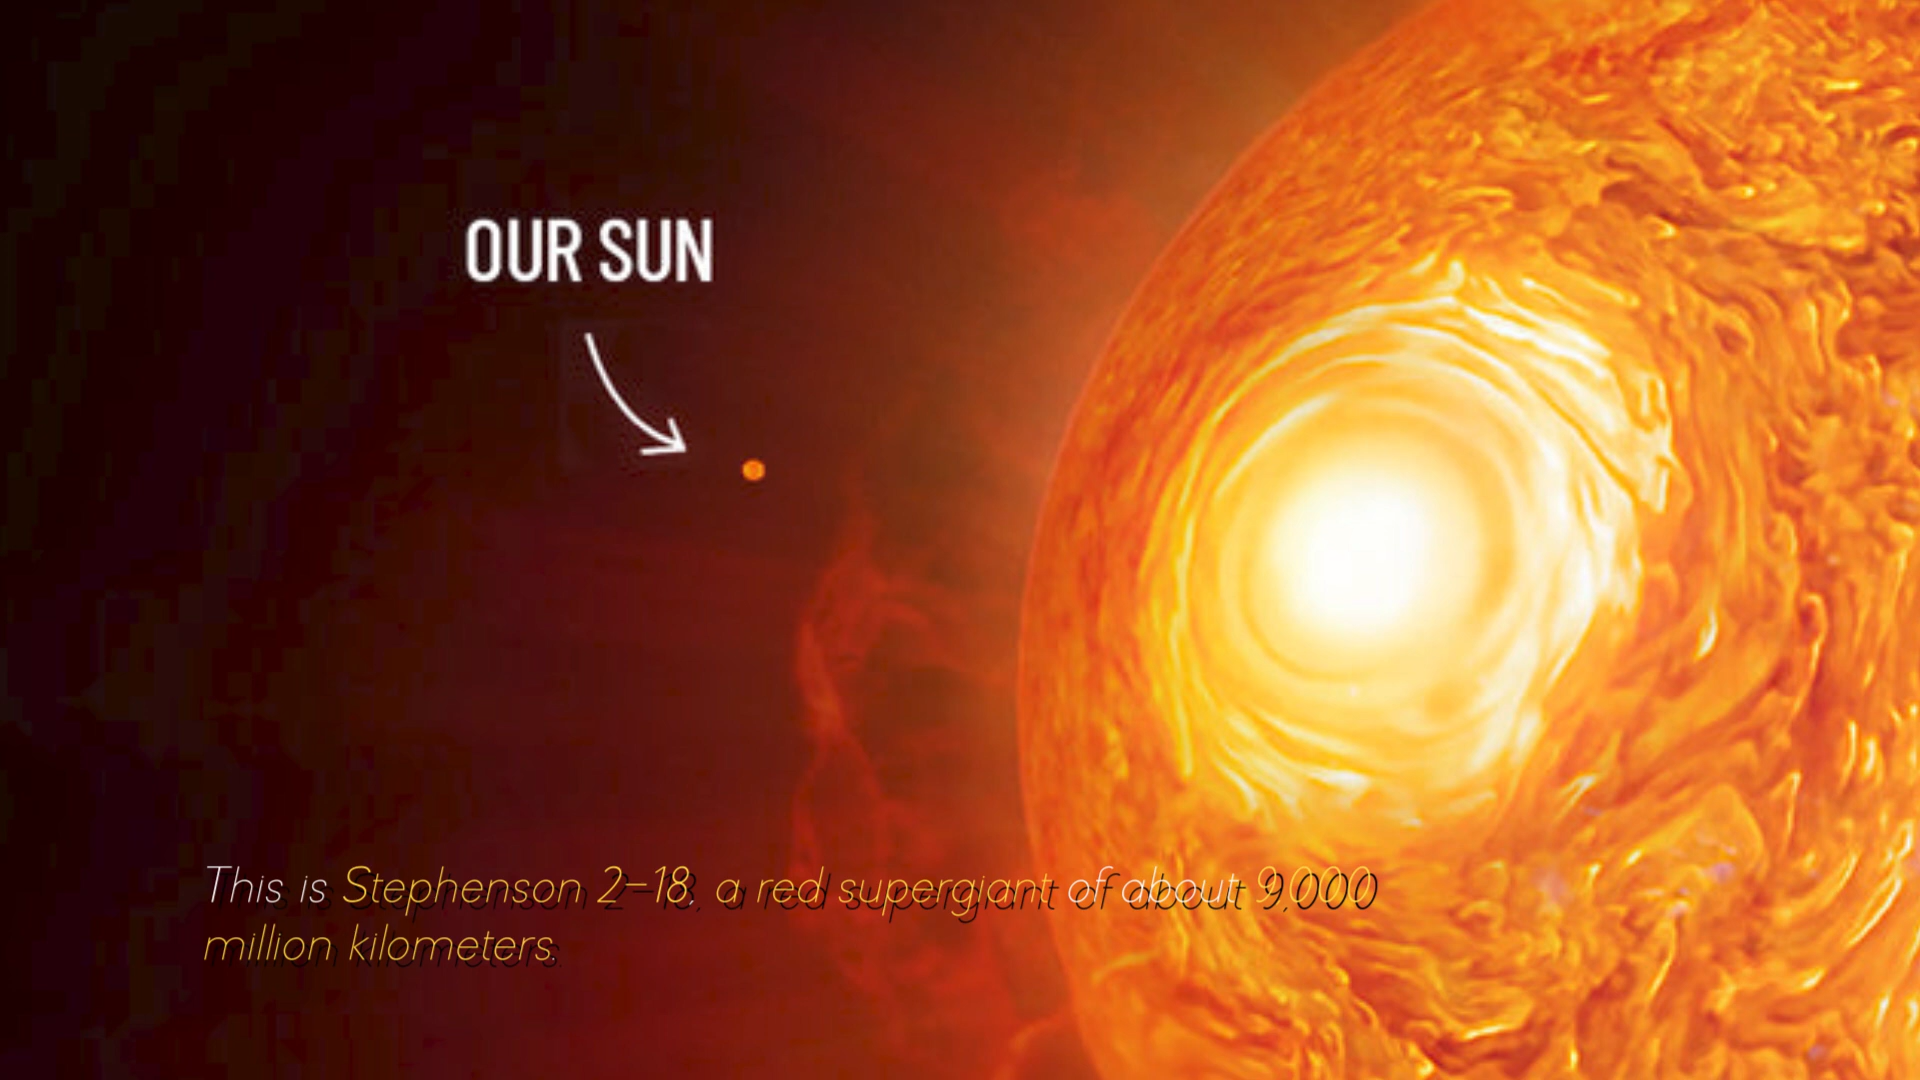 OUR SUN
This is Stephenson 2–18, a red supergiant of about 9,000
million kilometers.